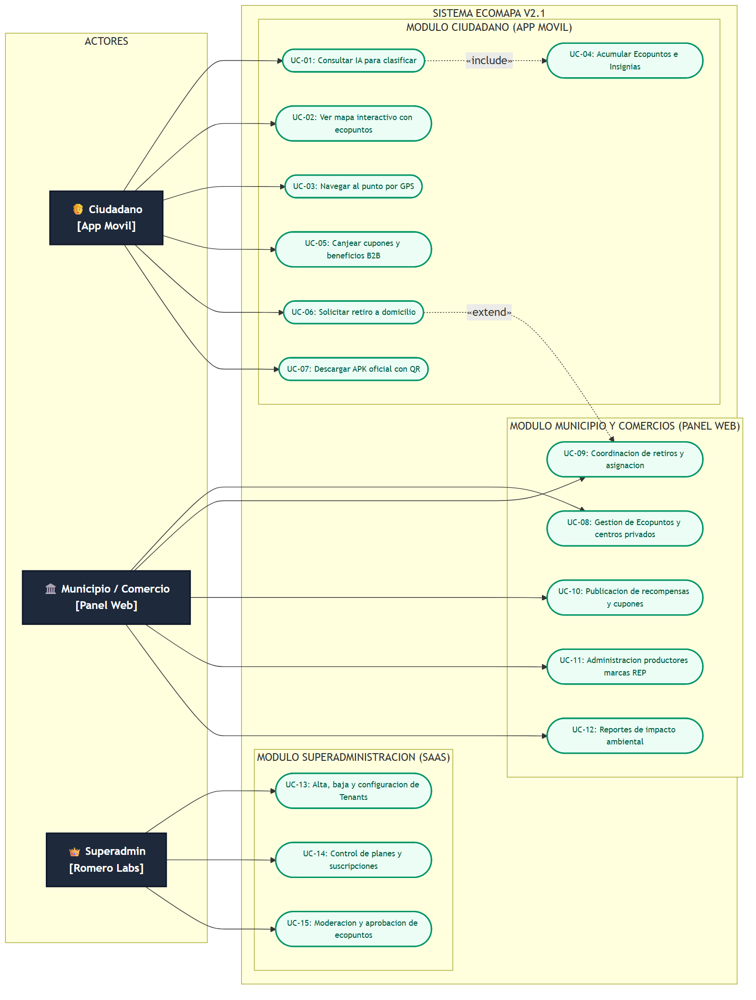 SISTEMA ECOMAPA V2.1
MODULO CIUDADANO (APP MOVIL)
ACTORES
UC-01: Consultar IA para clasificar
«include»
UC-04: Acumular Ecopuntos e
Insignias
UC-02: Ver mapa interactivo con
ecopuntos
UC-03: Navegar al punto por GPS
Ciudadano
[App Movil]
UC-05: Canjear cupones y
beneficios B2B
UC-06: Solicitar retiro a domicilio
«extend»
UC-07: Descargar APK oficial con QR
MODULO MUNICIPIO Y COMERCIOS (PANEL WEB)
UC-09: Coordinacion de retiros y
asignacion
UC-08: Gestion de Ecopuntos y
centros privados
Municipio / Comercio
[Panel Web]
UC-10: Publicacion de recompensas
y cupones
UC-11: Administracion productores
marcas REP
UC-12: Reportes de impacto
ambiental
MODULO SUPERADMINISTRACION (SAAS)
UC-13: Alta, baja y configuracion de
Tenants
Superadmin
[Romero Labs]
UC-14: Control de planes y
suscripciones
UC-15: Moderacion y aprobacion de
ecopuntos